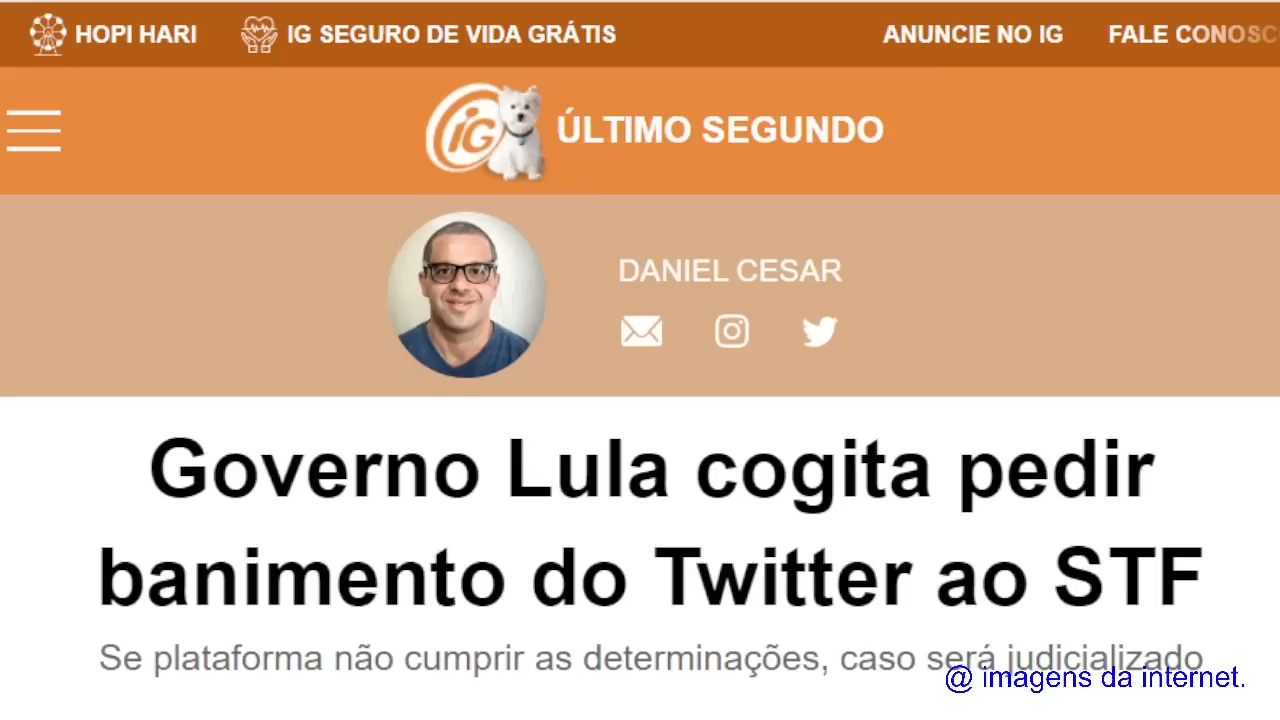 HOPI HARI
IG SEGURO DE VIDA GRÁTIS
ANUNCIE NO IG
FALE CONOSC
iG
ÚLTIMO SEGUNDO
DANIEL CESAR
Governo Lula cogita pedir
banimento do Twitter ao STF
Se plataforma não cumprir as determinações, caso será judicializado
@ imagens da internet.